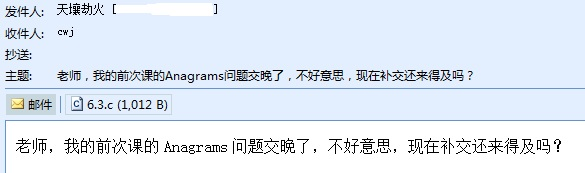 发件人: 天壤劫火 [ ]
收件人: cwj
抄送:
主题: 老师，我的前次课的Anagrams问题交晚了，不好意思，现在补交还来得及吗？
邮件 6.3.c (1,012 B)
老师，我的前次课的 Anagrams 问题交晚了，不好意思，现在补交还来得及吗？